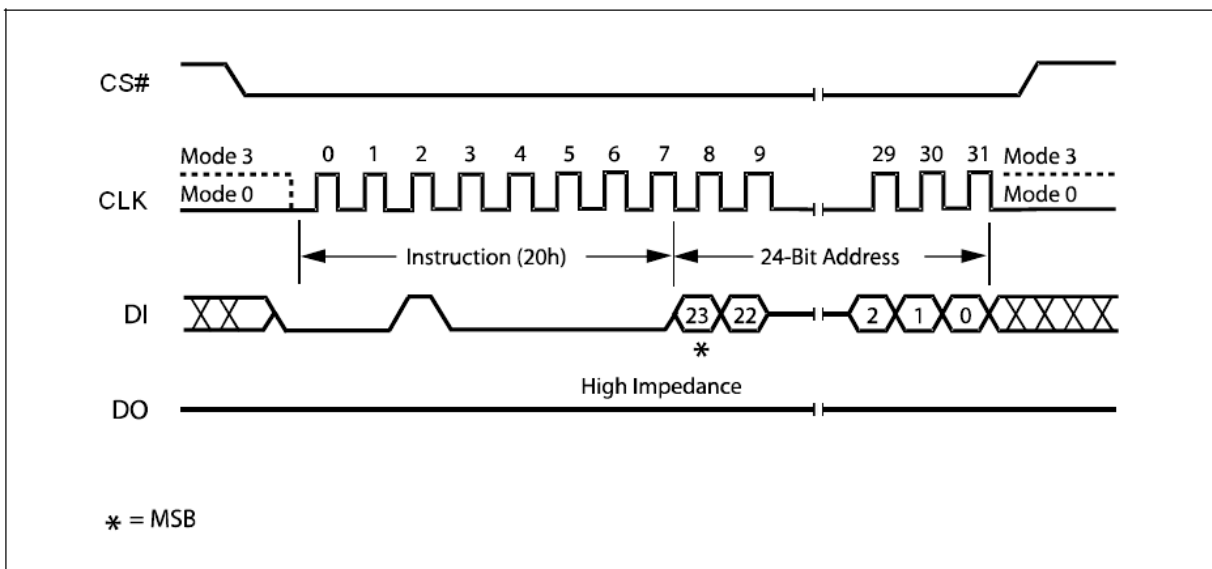 CS#
Mode 3 0 1 2 3 4 5 6 7 8 9 29 30 31 Mode 3
CLK Mode 0 Mode 0
Instruction (20h) 24-Bit Address
DI 23 22 2 1 0
*
High Impedance
DO
* = MSB